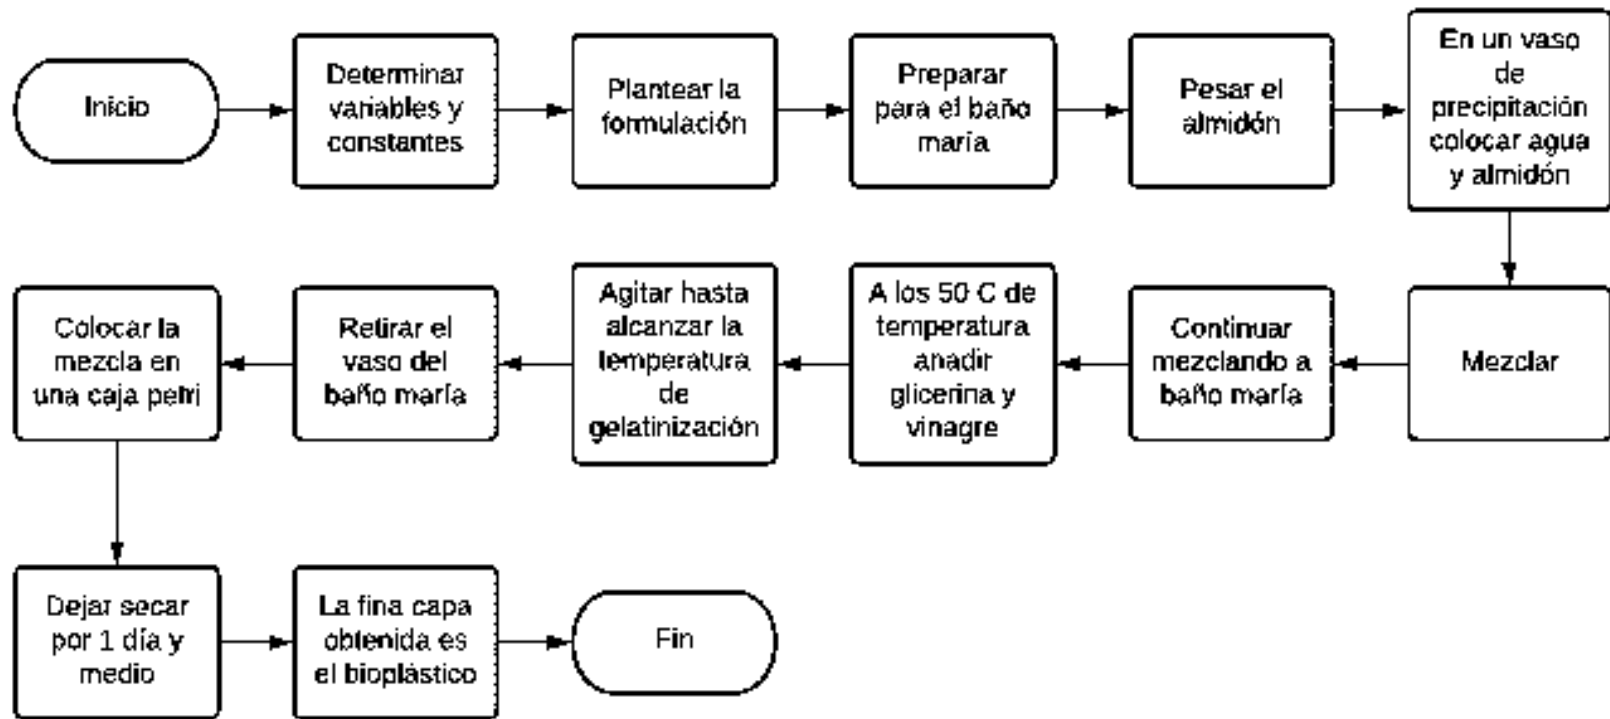 Inicio
Determinar
variables y
constantes
Plantear la
formulación
Preparar
para el baño
maría
Pesar el
almidón
En un vaso
de
precipitación
colocar agua
y almidón
Mezclar
Continuar
mezclando a
baño maría
A los 50 C de
temperatura
anadir
glicerina y
vinagre
Agitar hasta
alcanzar la
temperatura
de
gelatinización
Retirar el
vaso del
baño maría
Colocar la
mezcla en
una caja petri
Dejar secar
por 1 día y
medio
La fina capa
obtenida es
el bioplástico
Fin